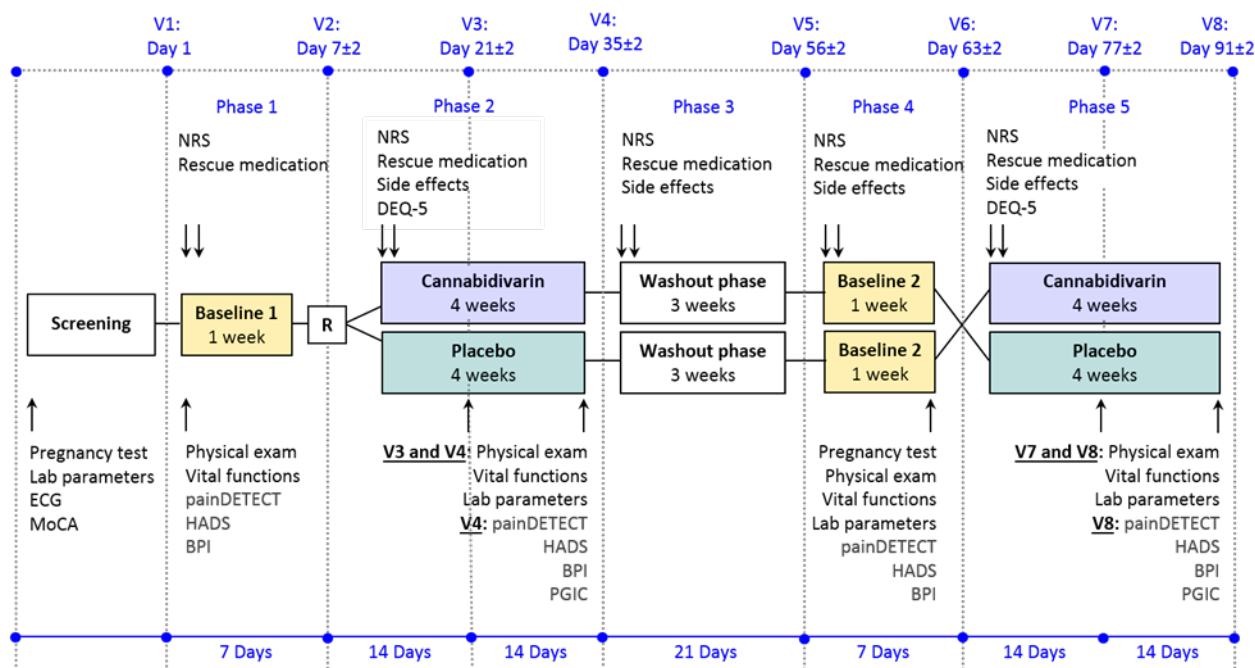 V1:
Day 1
V2:
Day 7±2
V3:
Day 21±2
V4:
Day 35±2
V5:
Day 56±2
V6:
Day 63±2
V7:
Day 77±2
V8:
Day 91±2
Phase 1
Phase 2
Phase 3
Phase 4
Phase 5
NRS
Rescue medication
NRS
Rescue medication
Side effects
DEQ-5
NRS
Rescue medication
Side effects
NRS
Rescue medication
Side effects
NRS
Rescue medication
Side effects
DEQ-5
Screening
Baseline 1
1 week
R
Cannabidivarin
4 weeks
Placebo
4 weeks
Washout phase
3 weeks
Washout phase
3 weeks
Baseline 2
1 week
Baseline 2
1 week
Cannabidivarin
4 weeks
Placebo
4 weeks
Pregnancy test
Lab parameters
ECG
MoCA
Physical exam
Vital functions
painDETECT
HADS
BPI
V3 and V4: Physical exam
Vital functions
Lab parameters
V4: painDETECT
HADS
BPI
PGIC
Pregnancy test
Physical exam
Vital functions
Lab parameters
painDETECT
HADS
BPI
V7 and V8: Physical exam
Vital functions
Lab parameters
V8: painDETECT
HADS
BPI
PGIC
7 Days
14 Days
14 Days
21 Days
7 Days
14 Days
14 Days